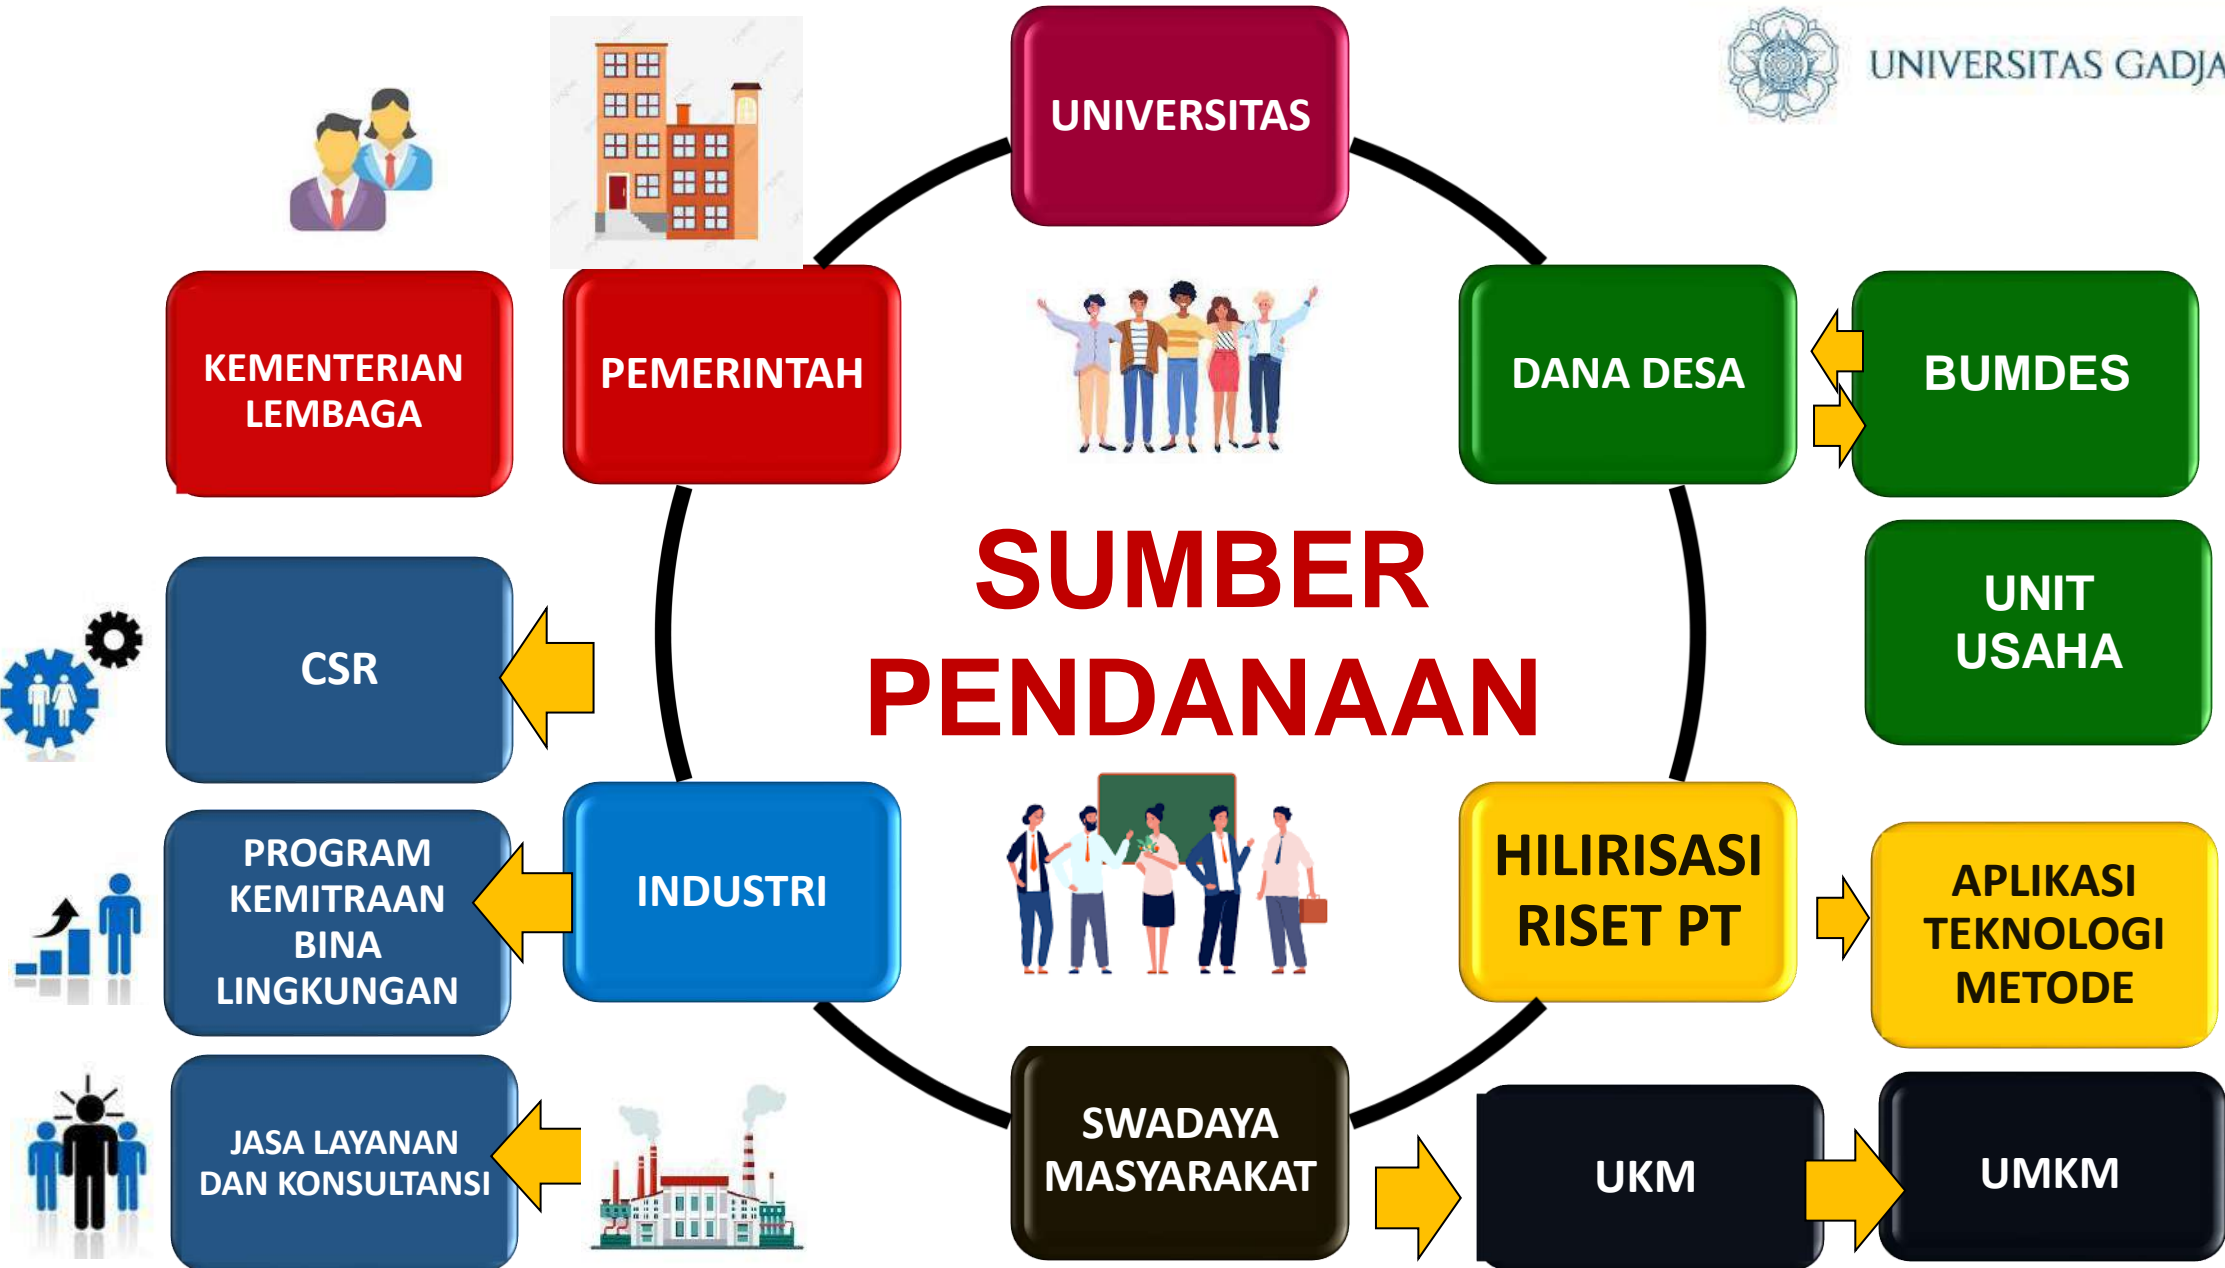 UNIVERSITAS GADJA
UNIVERSITAS
KEMENTERIAN
LEMBAGA
PEMERINTAH
DANA DESA
BUMDES
SUMBER
PENDANAAN
UNIT
USAHA
CSR
PROGRAM
KEMITRAAN
BINA
LINGKUNGAN
INDUSTRI
HILIRISASI
RISET PT
APLIKASI
TEKNOLOGI
METODE
JASA LAYANAN
DAN KONSULTANSI
SWADAYA
MASYARAKAT
UKM
UMKM